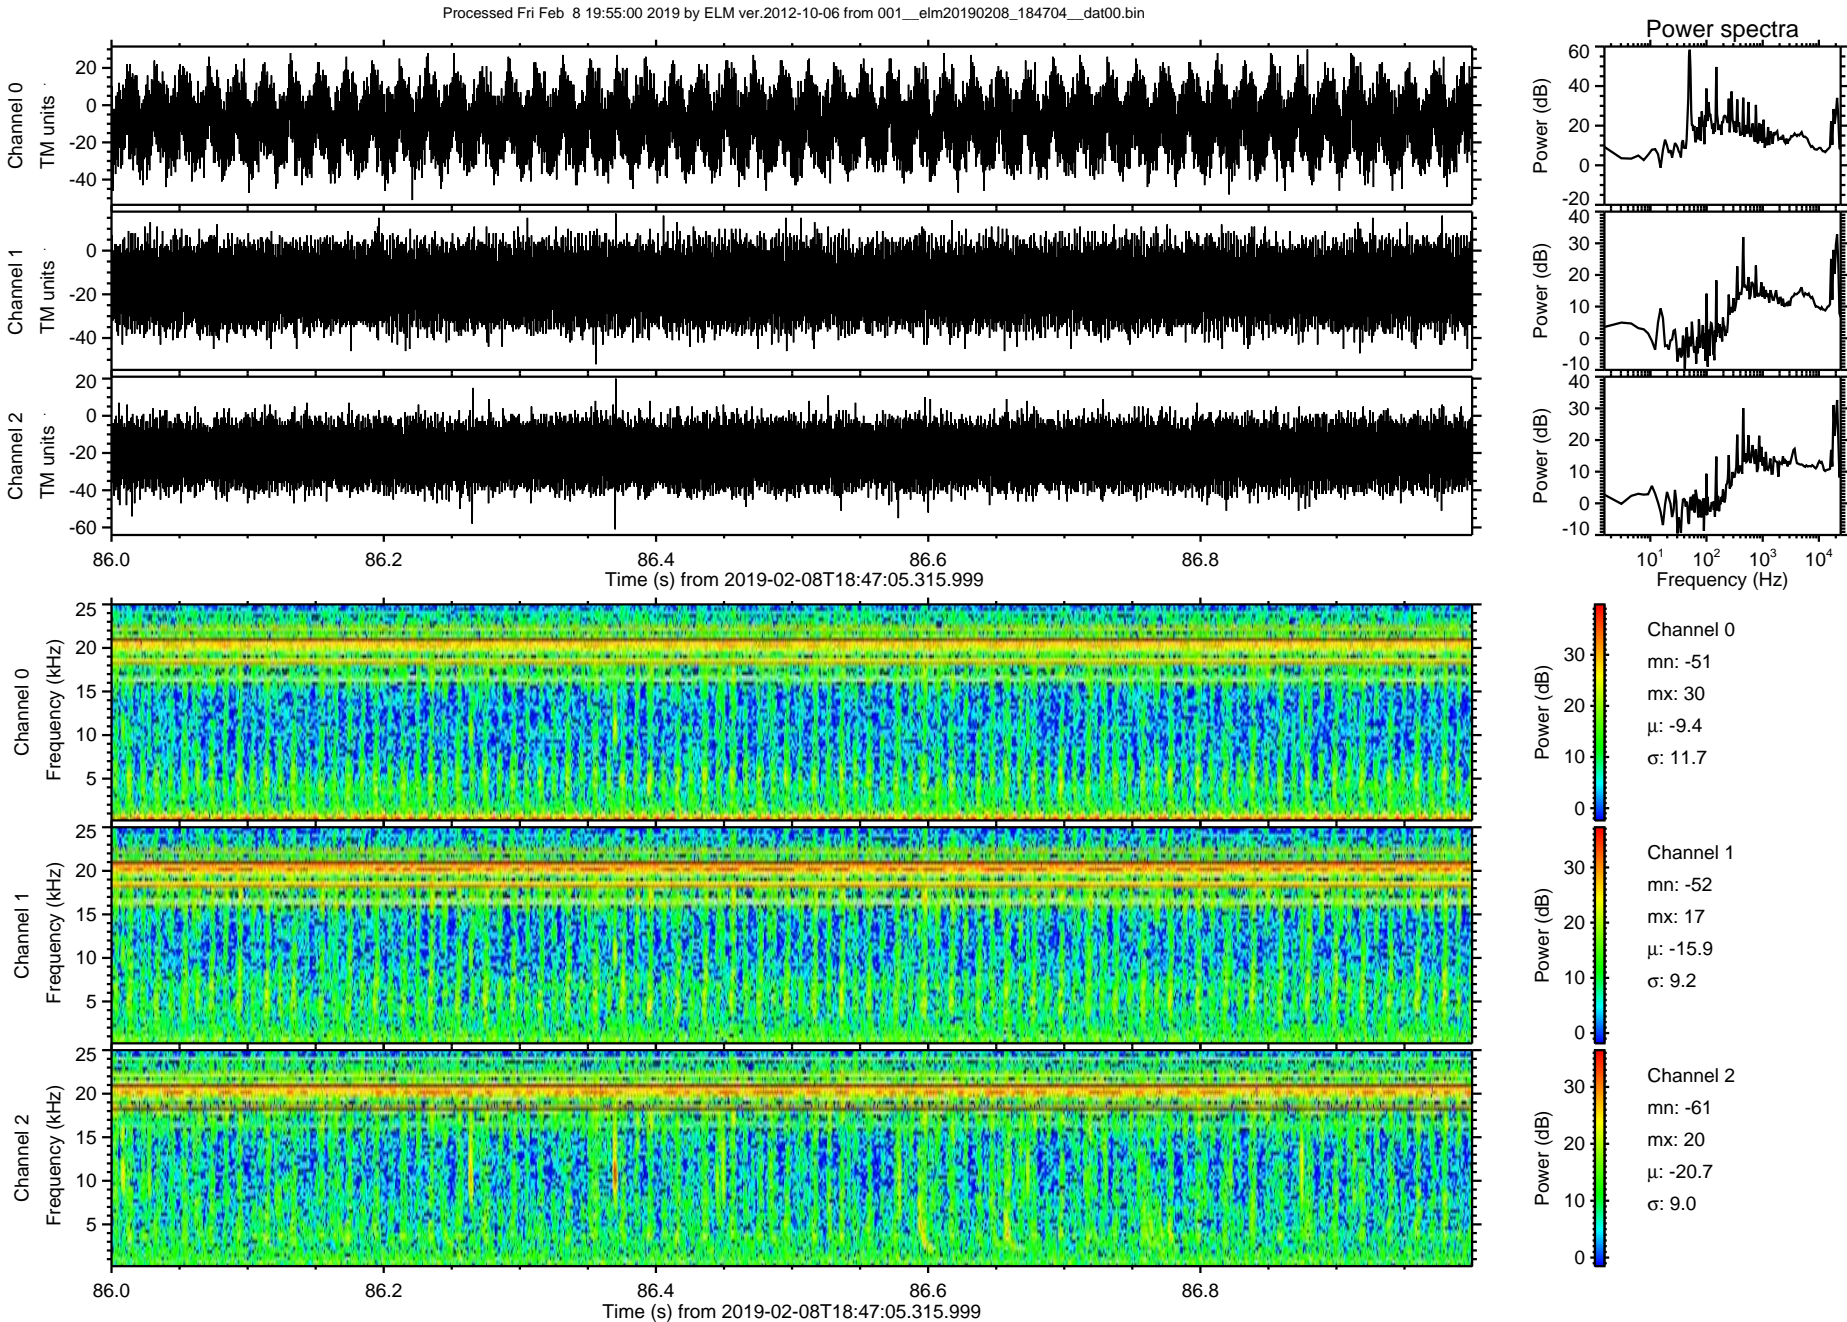 Processed Fri Feb 8 19:55:00 2019 by ELM ver.2012-10-06 from 001__elm20190208_184704__dat00.bin
Power spectra
Channel 0
TM units
20
0
-20
-40
Power (dB)
60
40
20
0
-20
Channel 1
TM units
0
-20
-40
Power (dB)
40
30
20
10
0
-10
Channel 2
TM units
20
0
-20
-40
-60
Power (dB)
40
30
20
10
0
-10
86.0 86.2 86.4 86.6 86.8
Time (s) from 2019-02-08T18:47:05.315.999
10^1 10^2 10^3 10^4
Frequency (Hz)
Channel 0
Frequency (kHz)
25
20
15
10
5
Power (dB)
30
20
10
0
Channel 0
mn: -51
mx: 30
μ: -9.4
σ: 11.7
Channel 1
Frequency (kHz)
25
20
15
10
5
Power (dB)
30
20
10
0
Channel 1
mn: -52
mx: 17
μ: -15.9
σ: 9.2
Channel 2
Frequency (kHz)
25
20
15
10
5
Power (dB)
30
20
10
0
Channel 2
mn: -61
mx: 20
μ: -20.7
σ: 9.0
86.0 86.2 86.4 86.6 86.8
Time (s) from 2019-02-08T18:47:05.315.999